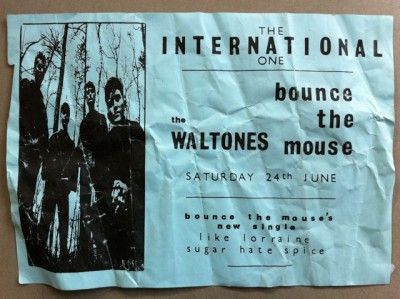 THE
INTERNATIONAL
ONE
bounce
the
the
WALTONES mouse
SATURDAY 24th JUNE
bounce the mouse's
new single
like lorraine
sugar hate spice